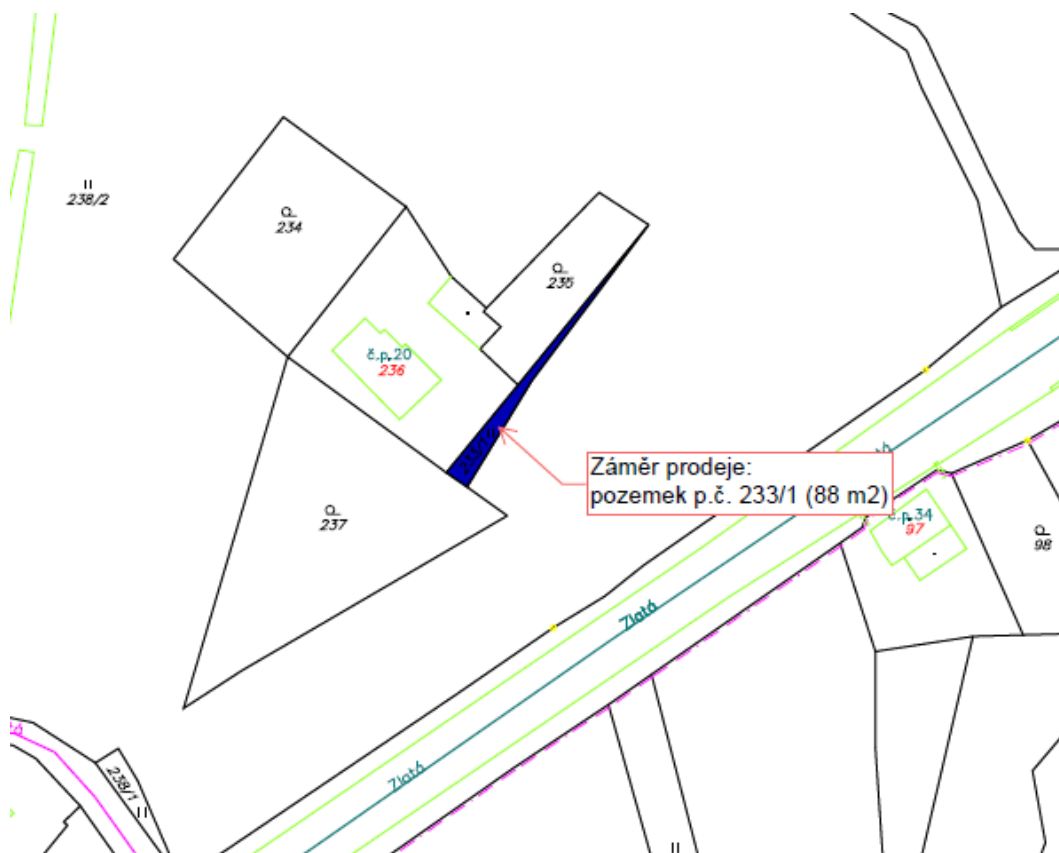 238/2
234
235
č.p.20
236
Záměr prodeje:
pozemek p.č. 233/1 (88 m2)
237
č.p.34
97
98
Zlatá
Zlatá
238/1